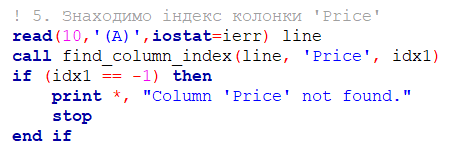 ! 5. Знаходимо індекс колонки 'Price'
read(10,'(A)',iostat=ierr) line
call find_column_index(line, 'Price', idx1)
if (idx1 == -1) then
    print *, "Column 'Price' not found."
    stop
end if